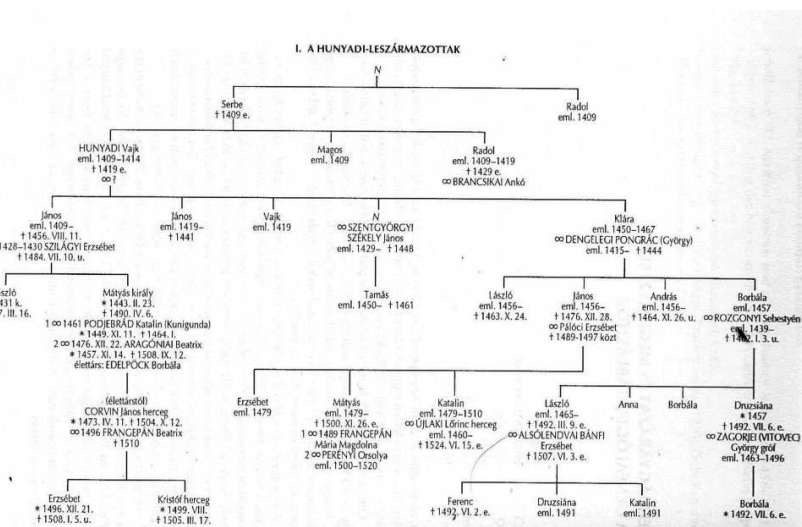 I. A HUNYADI-LESZÁRMAZOTTAK
N
Serbe
† 1409 e.
Radol
eml. 1409
HUNYADI Vajk
eml. 1409–1414
† 1419 e.
∞ ?
Magos
eml. 1409
Radol
eml. 1409–1419
† 1429 e.
∞ BRANCSIKAI Ankó
János
eml. 1409–
† 1456. VIII. 11.
1428–1430 SZILÁGYI Erzsébet
† 1484. VII. 10. u.
János
eml. 1419–
† 1441
Vajk
eml. 1419
N
∞ SZENTGYÖRGYI
SZÉKELY János
eml. 1429– † 1448
Klára
eml. 1450–1467
∞ DENGELEGI PONGRÁC (György)
eml. 1415– † 1444
szló
431 k.
7. III. 16.
Mátyás király
* 1443. II. 23.
† 1490. IV. 6.
1 ∞ 1461 PODJEBRÁD Katalin (Kunigunda)
* 1449. XI. 11. † 1464. I.
2 ∞ 1476. XII. 22. ARAGÓNIAI Beatrix
* 1457. XI. 14. † 1508. IX. 12.
élettárs: EDELPÖCK Borbála
Tamás
eml. 1450– † 1461
László
eml. 1456–
† 1463. X. 24.
János
eml. 1456–
† 1476. XII. 28.
∞ Pálóci Erzsébet
† 1489-1497 közt
András
eml. 1456–
† 1464. XI. 26. u.
Borbála
eml. 1457
∞ ROZGONYI Sebestyén
eml. 1439–
I. 3. u.
(élettárstól)
CORVIN János herceg
* 1473. IV. 11. † 1504. X. 12.
∞ 1496 FRANGEPÁN Beatrix
† 1510
Erzsébet
eml. 1479
Mátyás
eml. 1479–
† 1500. XI. 26. e.
1 ∞ 1489 FRANGEPÁN
Mária Magdolna
2 ∞ PERÉNYI Orsolya
eml. 1500–1520
Katalin
eml. 1479–1510
∞ ÚJLAKI Lőrinc herceg
eml. 1460–
† 1524. VI. 15. e.
László
eml. 1465–
† 1492. III. 9. e.
∞ ALSÓLENDVAI BÁNFI
Erzsébet
† 1507. VI. 3. e.
Anna
Borbála
Druzsiána
* 1457
† 1492. VII. 6. e.
∞ ZAGORJEI (VITOVEC)
György gróf
eml. 1463–1496
Erzsébet
* 1496. XII. 21.
† 1508. I. 5. u.
Kristóf herceg
* 1499. VIII.
† 1505. III. 17.
Ferenc
† 1492. VI. 2. e.
Druzsiána
eml. 1491
Katalin
eml. 1491
Borbála
* 1492. VII. 6. e.